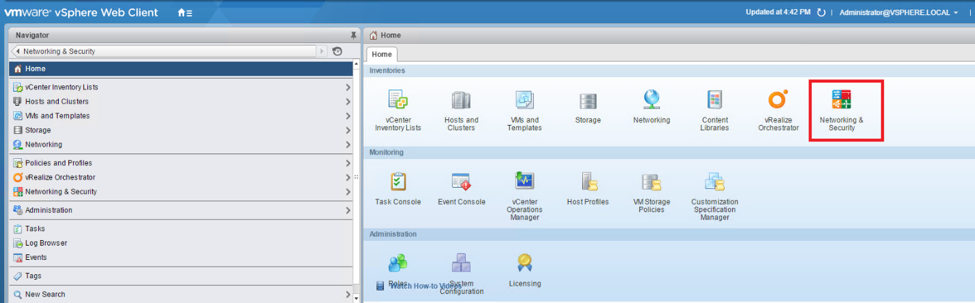 vmware® vSphere Web Client
Updated at 4:42 PM
Administrator@VSPHERE.LOCAL
Navigator
Networking & Security
Home
vCenter Inventory Lists
Hosts and Clusters
VMs and Templates
Storage
Networking
Policies and Profiles
vRealize Orchestrator
Networking & Security
Administration
Tasks
Log Browser
Events
Tags
New Search
Home
Home
Inventories
vCenter
Inventory Lists
Hosts and
Clusters
VMs and
Templates
Storage
Networking
Content
Libraries
vRealize
Orchestrator
Networking &
Security
Monitoring
Task Console
Event Console
vCenter
Operations
Manager
Host Profiles
VM Storage
Policies
Customization
Specification
Manager
Administration
Roles
System
Configuration
Licensing
Watch How-to Videos